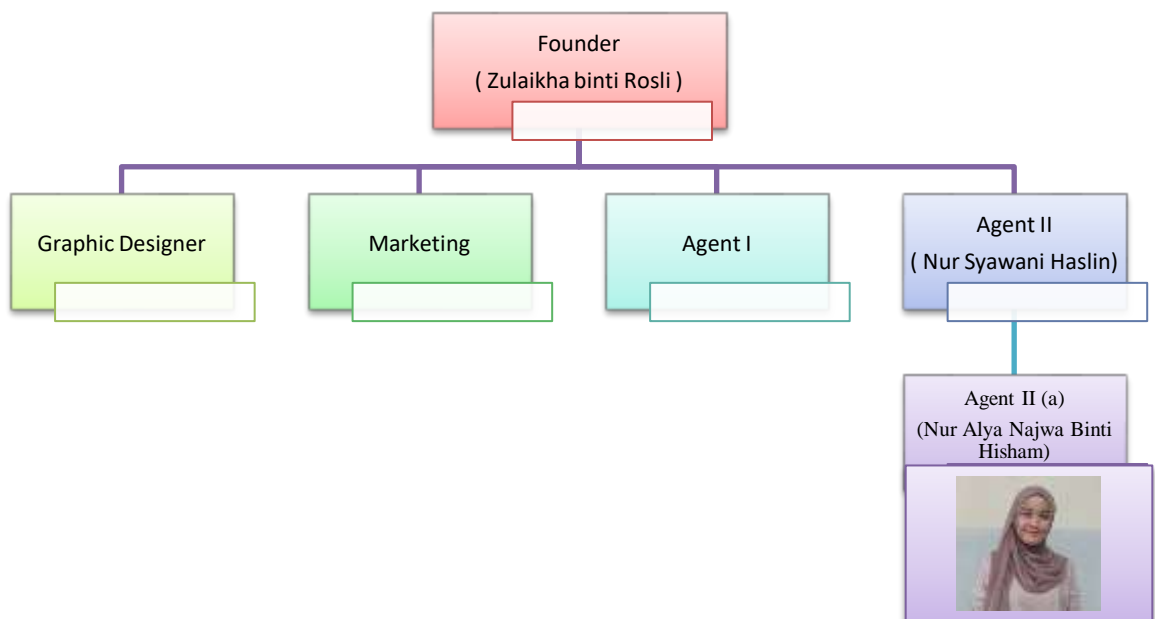 Founder
( Zulaikha binti Rosli )
Graphic Designer
Marketing
Agent I
Agent II
( Nur Syawani Haslin)
Agent II (a)
(Nur Alya Najwa Binti
Hisham)